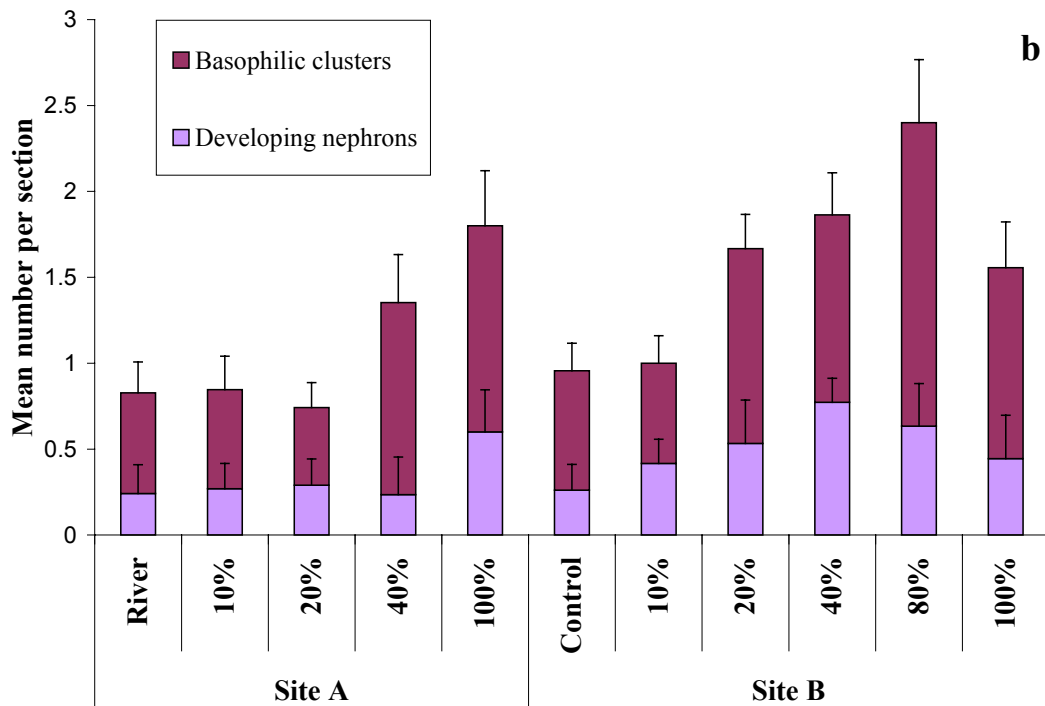 b
Basophilic clusters
Developing nephrons
Mean number per section
3
2.5
2
1.5
1
0.5
0
River
10%
20%
40%
100%
Control
10%
20%
40%
80%
100%
Site A
Site B